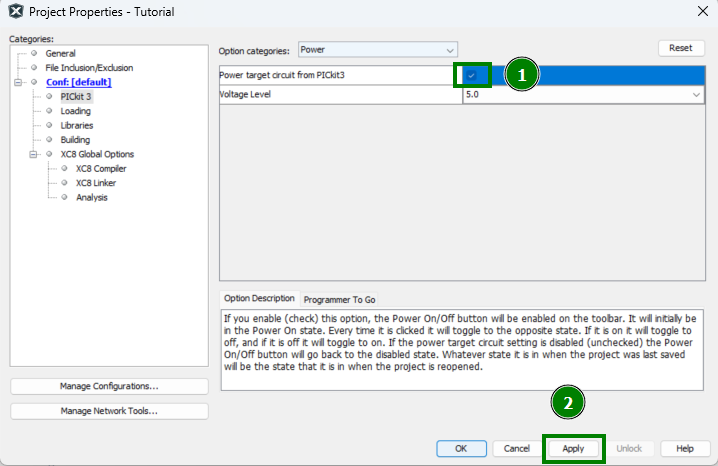 Project Properties - Tutorial
Categories:
General
File Inclusion/Exclusion
Conf: [default]
PICkit 3
Loading
Libraries
Building
XC8 Global Options
XC8 Compiler
XC8 Linker
Analysis
Manage Configurations...
Manage Network Tools...
Option categories: Power
Reset
Power target circuit from PICkit3
1
Voltage Level 5.0
Option Description Programmer To Go
If you enable (check) this option, the Power On/Off button will be enabled on the toolbar. It will initially be
in the Power On state. Every time it is clicked it will toggle to the opposite state. If it is on it will toggle to
off, and if it is off it will toggle to on. If the power target circuit setting is disabled (unchecked) the Power
On/Off button will go back to the disabled state. Whatever state it is in when the project was last saved
will be the state that it is in when the project is reopened.
2
OK Cancel Apply Unlock Help